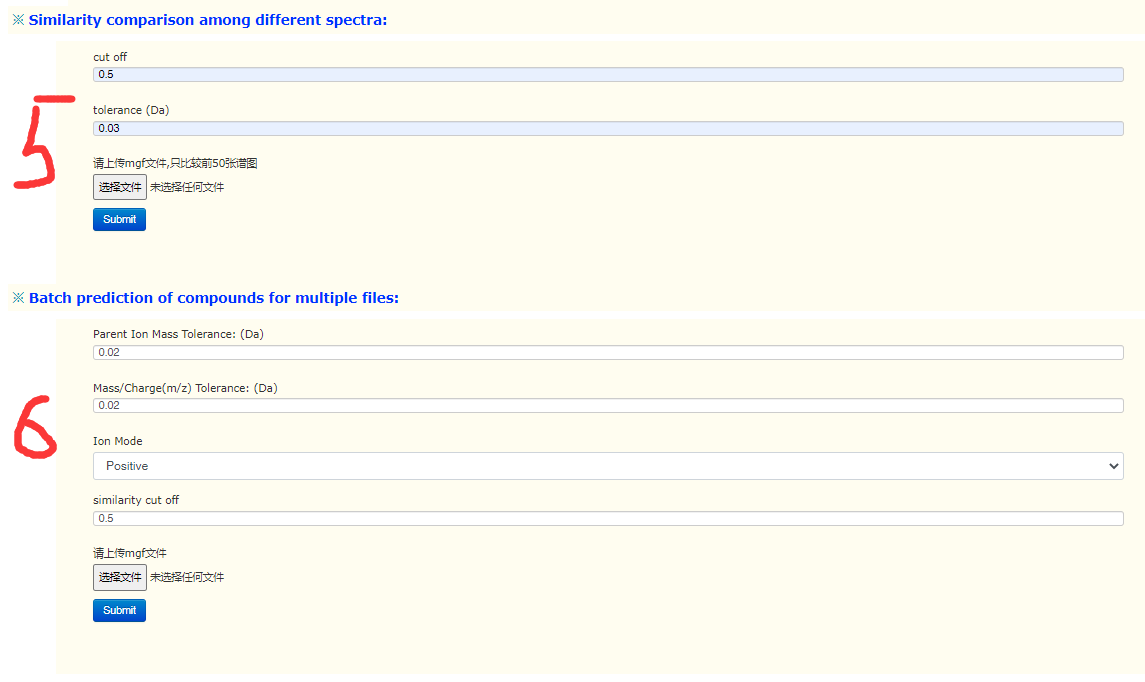 ※ Similarity comparison among different spectra:
cut off
0.5
tolerance (Da)
0.03
5
请上传mgf文件,只比较前50张谱图
选择文件 未选择任何文件
Submit
※ Batch prediction of compounds for multiple files:
Parent Ion Mass Tolerance: (Da)
0.02
Mass/Charge(m/z) Tolerance: (Da)
0.02
6
Ion Mode
Positive
similarity cut off
0.5
请上传mgf文件
选择文件 未选择任何文件
Submit